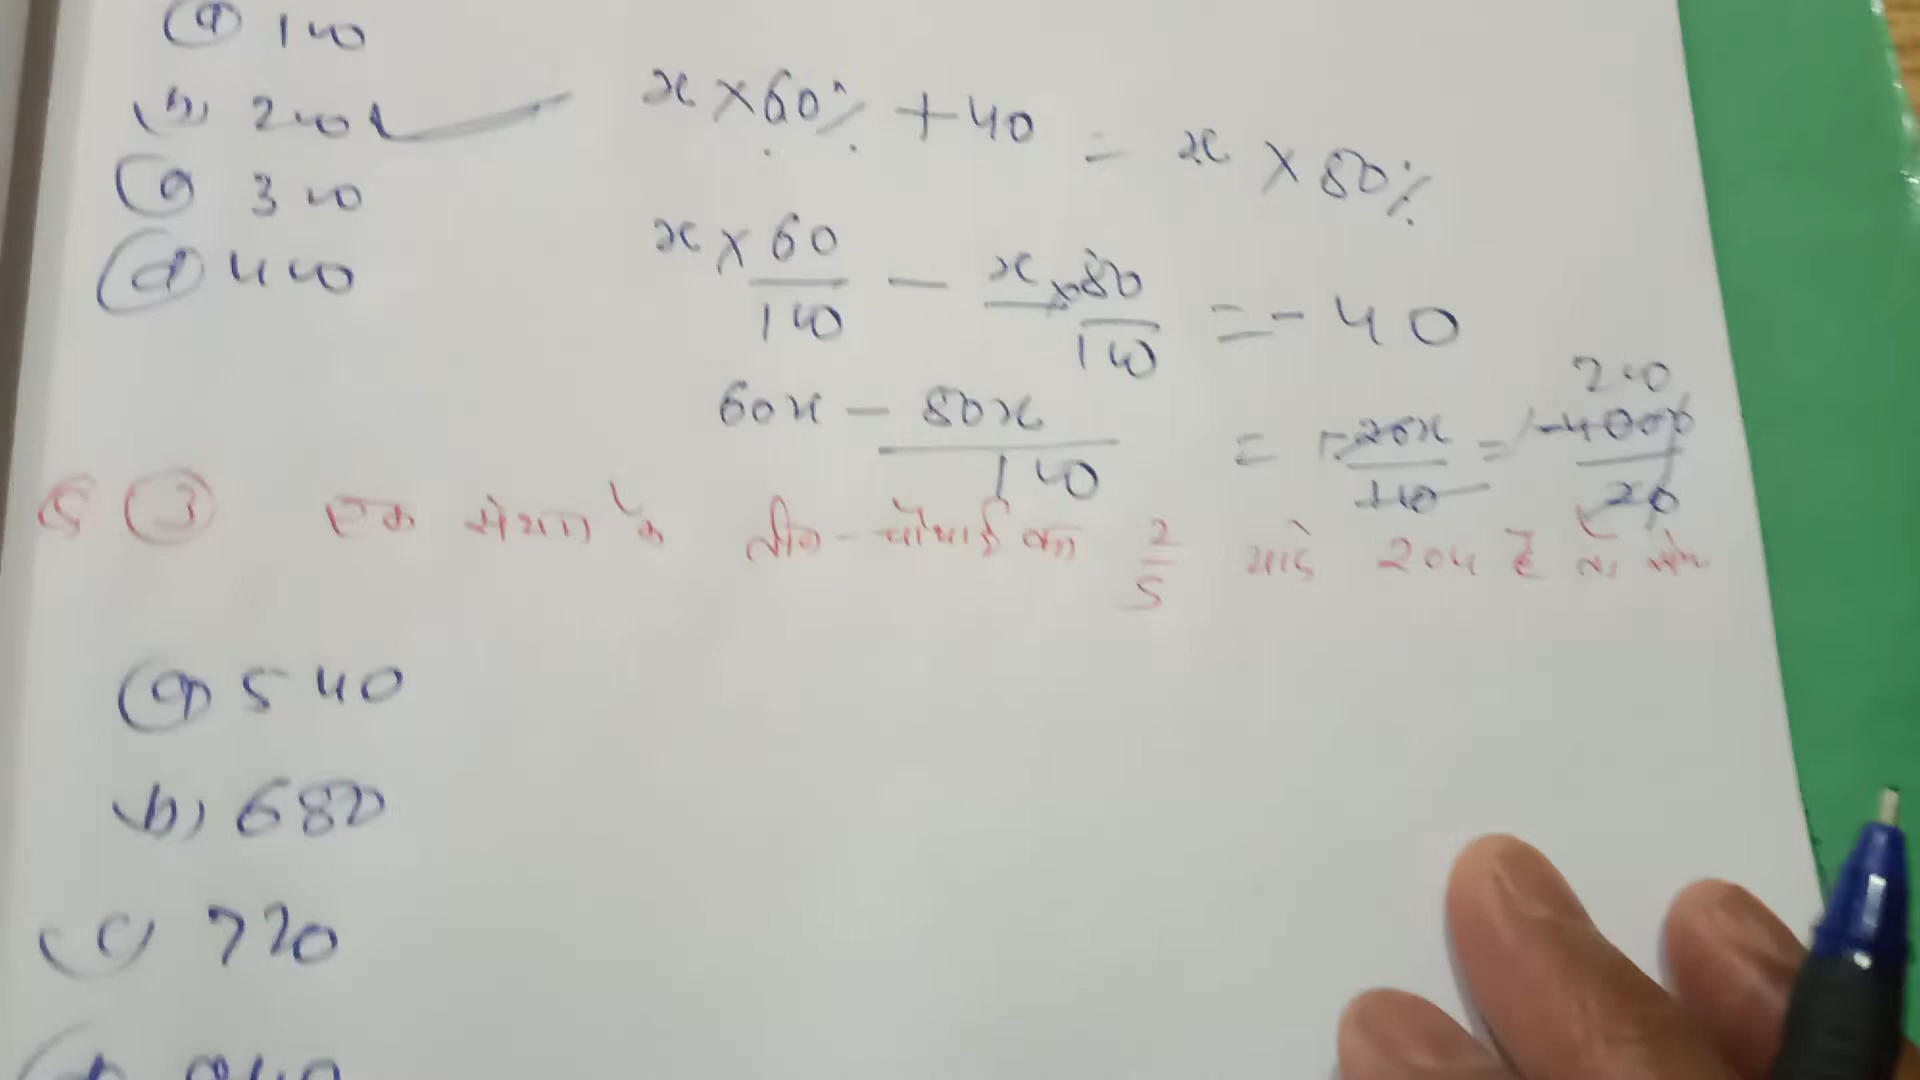 (a) 100
(b) 200
(c) 300
(d) 400
x × 60% + 40 = x × 80%
x × 60/100 - x × 80/100 = - 40
60x - 80x/100 = -20x/100 = -4000/20 200
Q (3) एक संख्या के तीन-चौथाई का 2/5 यदि 204 है तो
(a) 540
(b) 680
(c) 720